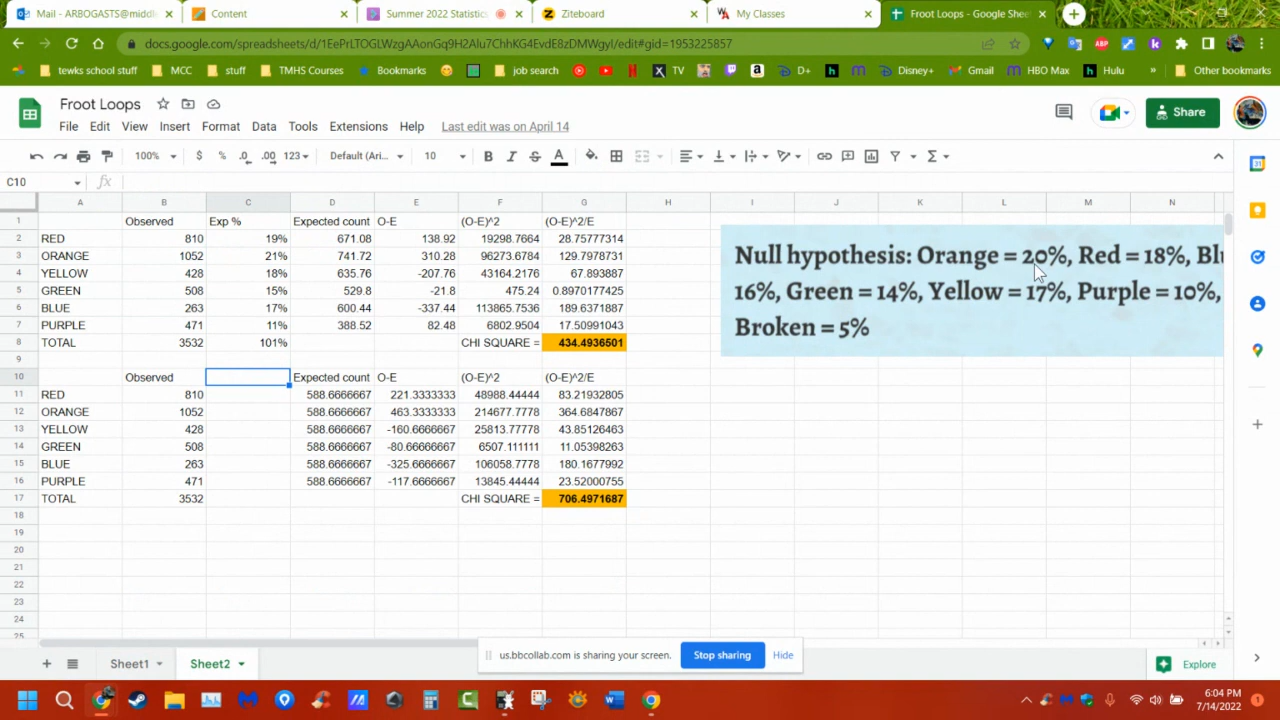 Mail - ARBOGASTS@middle
Content
Summer 2022 Statistics
Ziteboard
My Classes
Froot Loops - Google Shee
docs.google.com/spreadsheets/d/1EePrLTOGLWzgAAonGq9H2Alu7ChhKG4EvdE8zDMWgyI/edit#gid=1953225857
tewks school stuff MCC stuff TMHS Courses Bookmarks job search TV D+ Disney+ Gmail HBO Max Hulu » Other bookmarks
Froot Loops
File Edit View Insert Format Data Tools Extensions Help Last edit was on April 14
Share
100% $ % .0 .00 123 Default (Ari... 10 B I S A
C10 fx
A B C D E F G H I J K L M N
1 Observed Exp % Expected count O-E (O-E)^2 (O-E)^2/E
2 RED 810 19% 671.08 138.92 19298.7664 28.75777314
3 ORANGE 1052 21% 741.72 310.28 96273.6784 129.7978731
4 YELLOW 428 18% 635.76 -207.76 43164.2176 67.893887
5 GREEN 508 15% 529.8 -21.8 475.24 0.8970177425
6 BLUE 263 17% 600.44 -337.44 113865.7536 189.6371887
7 PURPLE 471 11% 388.52 82.48 6802.9504 17.50991043
8 TOTAL 3532 101% CHI SQUARE = 434.4936501
9
10 Observed Expected count O-E (O-E)^2 (O-E)^2/E
11 RED 810 588.6666667 221.3333333 48988.44444 83.21932805
12 ORANGE 1052 588.6666667 463.3333333 214677.7778 364.6847867
13 YELLOW 428 588.6666667 -160.6666667 25813.77778 43.85126463
14 GREEN 508 588.6666667 -80.66666667 6507.111111 11.05398263
15 BLUE 263 588.6666667 -325.6666667 106058.7778 180.1677992
16 PURPLE 471 588.6666667 -117.6666667 13845.44444 23.52000755
17 TOTAL 3532 CHI SQUARE = 706.4971687
18
19
20
21
22
23
24
25
Null hypothesis: Orange = 20%, Red = 18%, Blu
16%, Green = 14%, Yellow = 17%, Purple = 10%,
Broken = 5%
us.bbcollab.com is sharing your screen. Stop sharing Hide
Sheet1 Sheet2 Explore
6:04 PM
7/14/2022